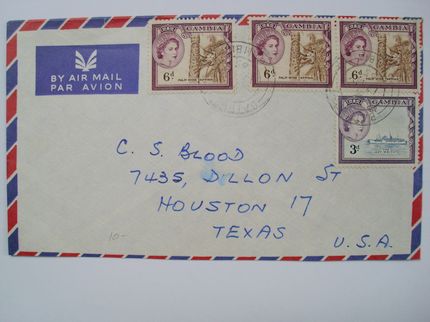 GAMBIA
6d
GAMBIA
6d
GAMBIA
6d
BY AIR MAIL
PAR AVION
GAMBIA
3d
C. S. BLOOD
7435, DILLON ST
HOUSTON 17
TEXAS
U.S.A.
10-